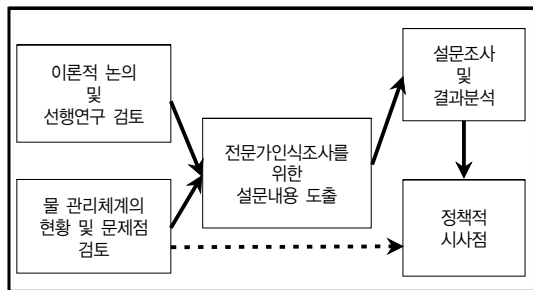 이론적 논의
및
선행연구 검토
물 관리체계의
현황 및 문제점
검토
전문가인식조사를
위한
설문내용 도출
설문조사
및
결과분석
정책적
시사점